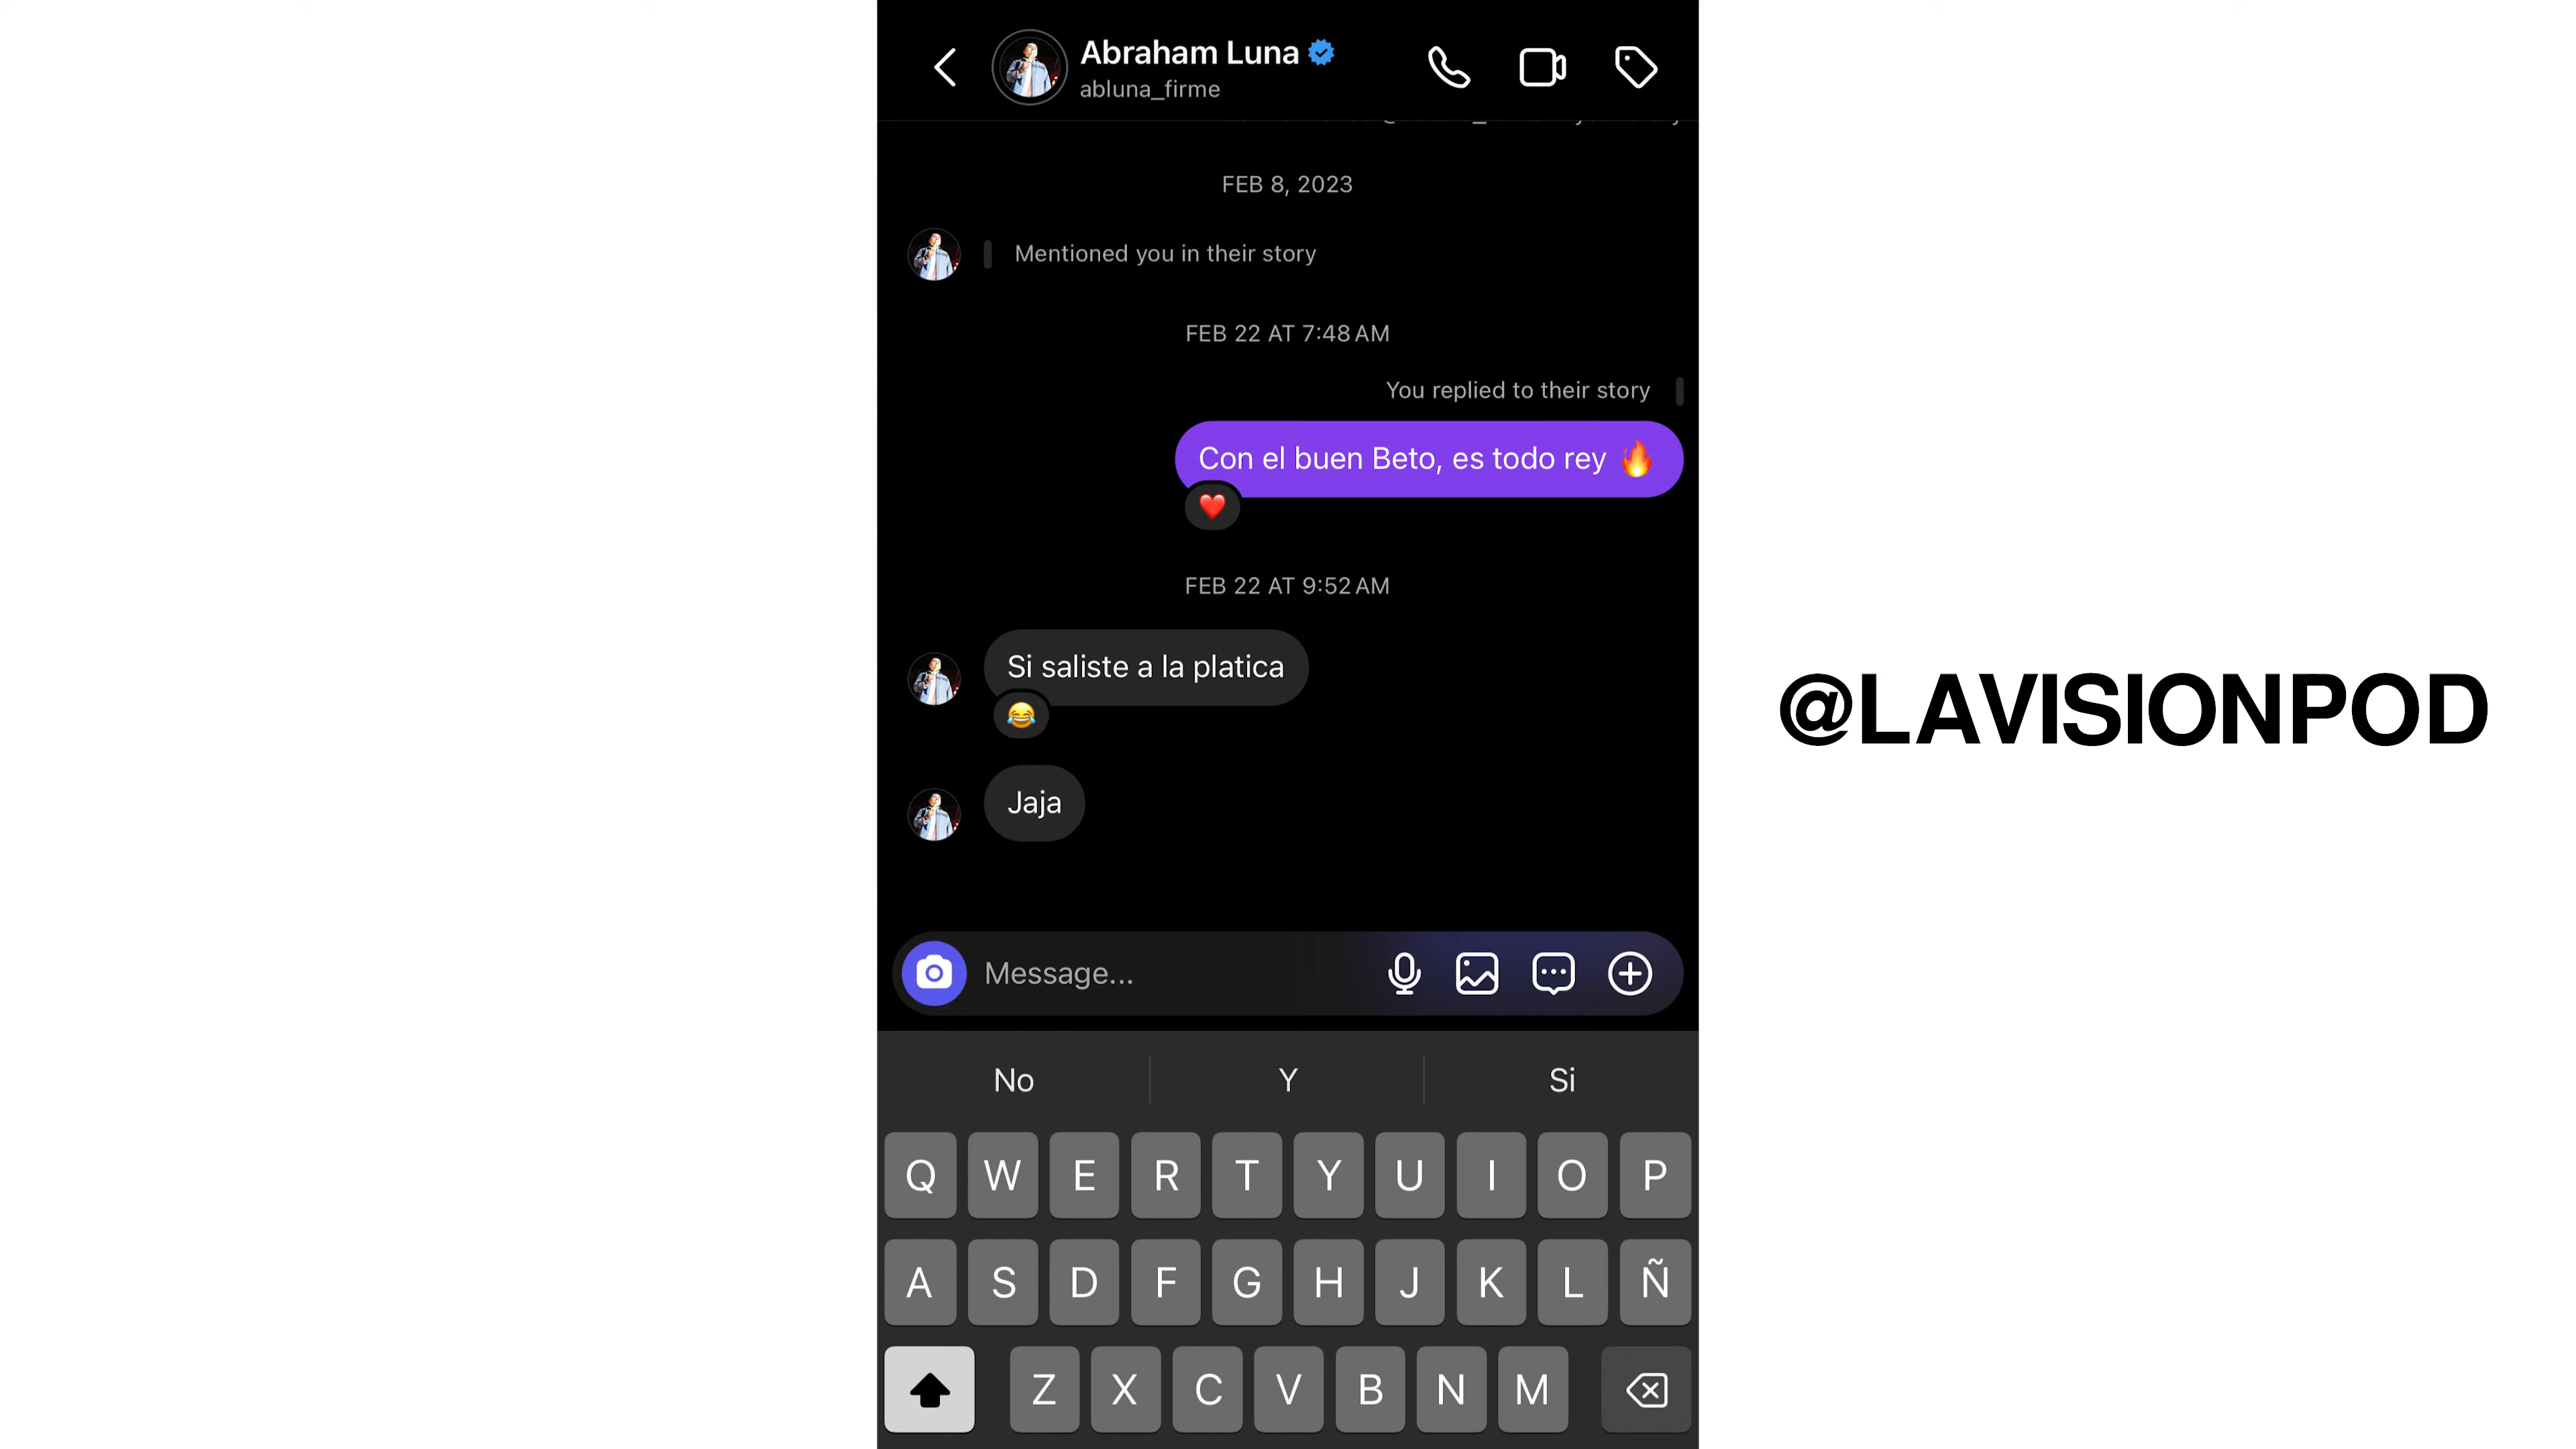 Abraham Luna
abluna_firme
FEB 8, 2023
Mentioned you in their story
FEB 22 AT 7:48 AM
You replied to their story
Con el buen Beto, es todo rey 🔥
❤️
FEB 22 AT 9:52 AM
Si saliste a la platica
😂
Jaja
@LAVISIONPOD
Message...
No Y Si
Q W E R T Y U I O P
A S D F G H J K L Ñ
Z X C V B N M